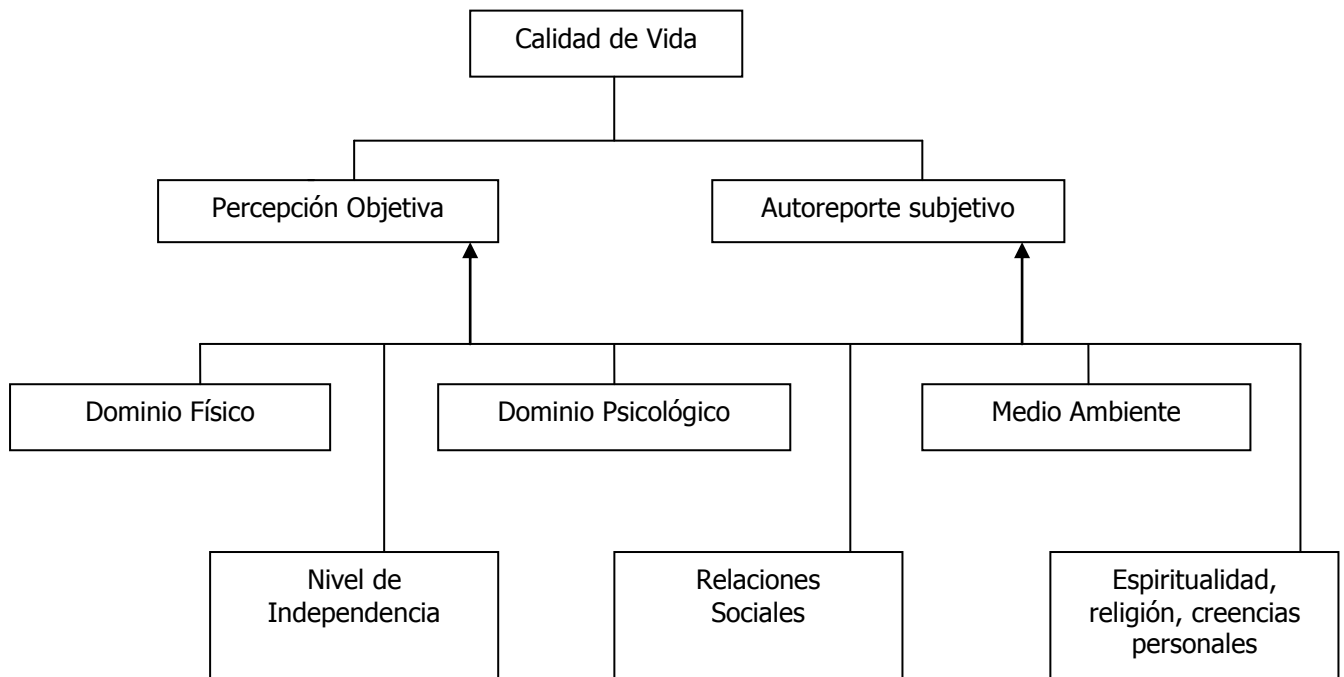 Calidad de Vida
Percepción Objetiva
Autoreporte subjetivo
Dominio Físico
Dominio Psicológico
Medio Ambiente
Nivel de
Independencia
Relaciones
Sociales
Espiritualidad,
religión, creencias
personales